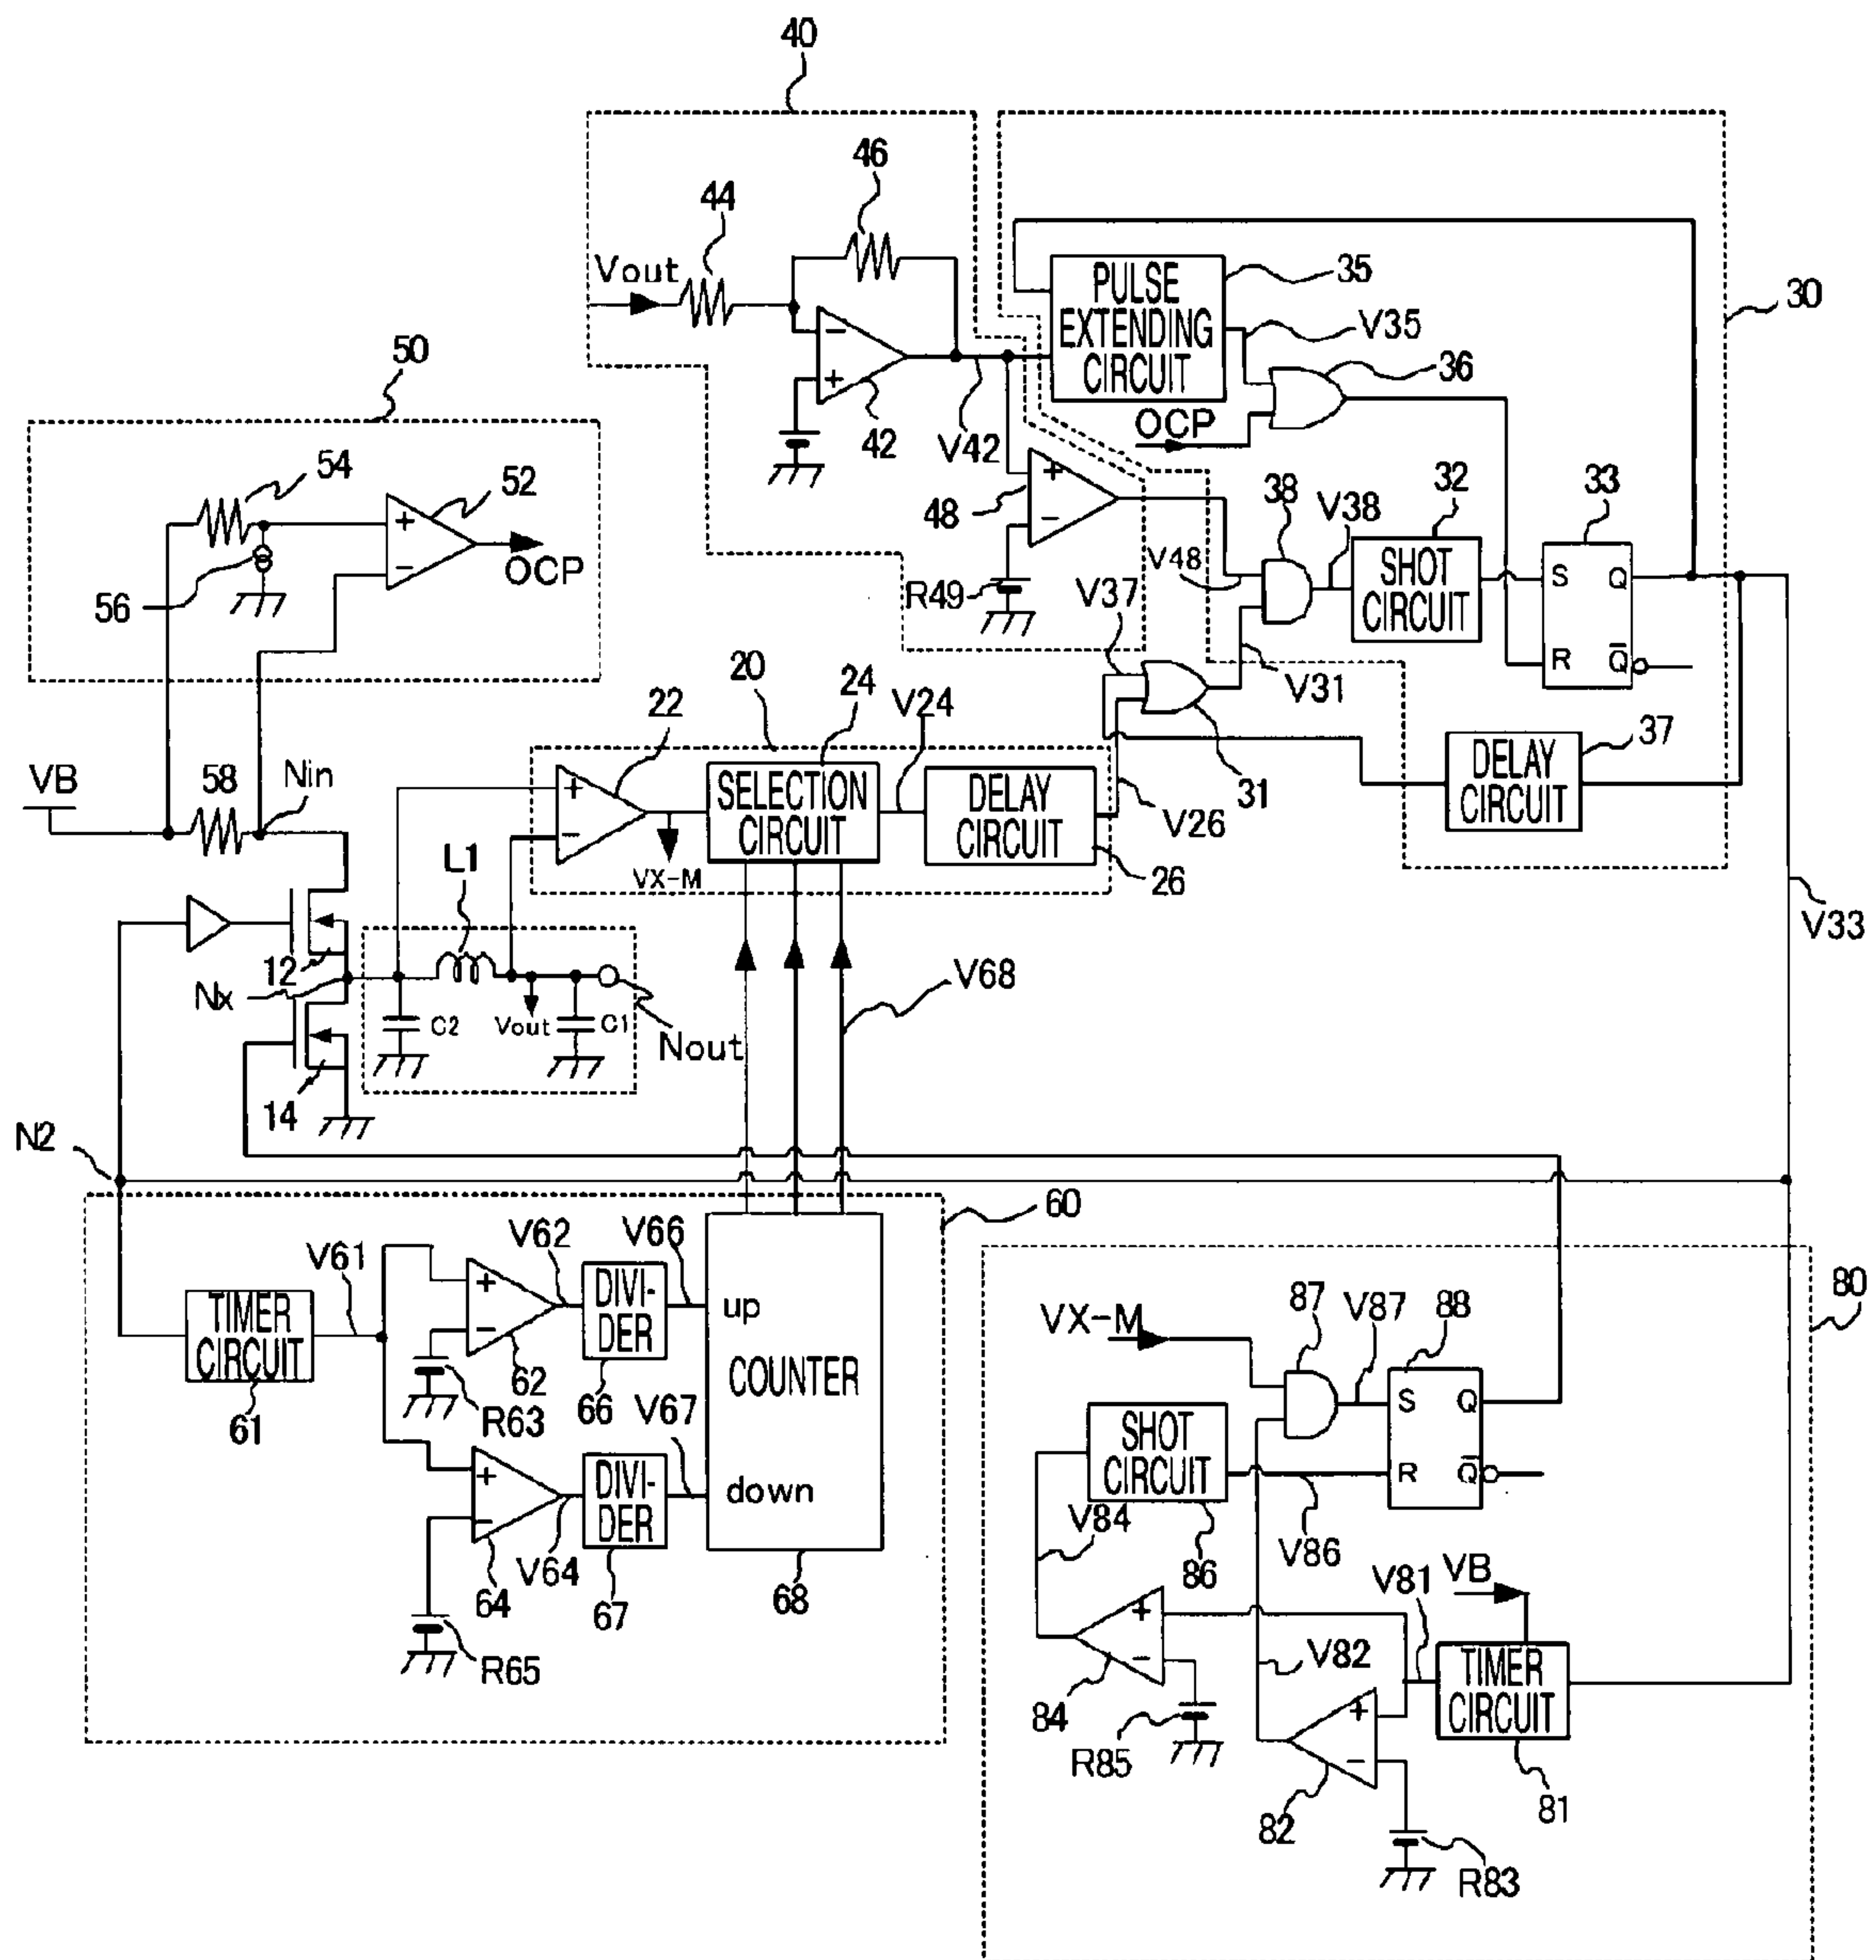 40
46
44
Vout
PULSE
EXTENDING
CIRCUIT
35
30
V35
36
OCP
42
V42
50
54
52
OCP
56
48
R49
V48
38
V38
32
33
SHOT
CIRCUIT
S Q
R Q̅
V37
V31
31
37
DELAY
CIRCUIT
20
24
V24
22
SELECTION
CIRCUIT
DELAY
CIRCUIT
V26
26
VX-M
VB
58
Nin
L1
12
Nx
C2
Vout
C1
Nout
14
V68
V33
N2
60
V61
V62
V66
TIMER
CIRCUIT
61
62
R63
DIVI-
DER
66
V67
up
COUNTER
down
64
V64
DIVI-
DER
67
68
R65
80
VX-M
87
V87
88
S Q
R Q̅
SHOT
CIRCUIT
V84
86
V86
VB
V81
V82
TIMER
CIRCUIT
84
R85
82
81
R83